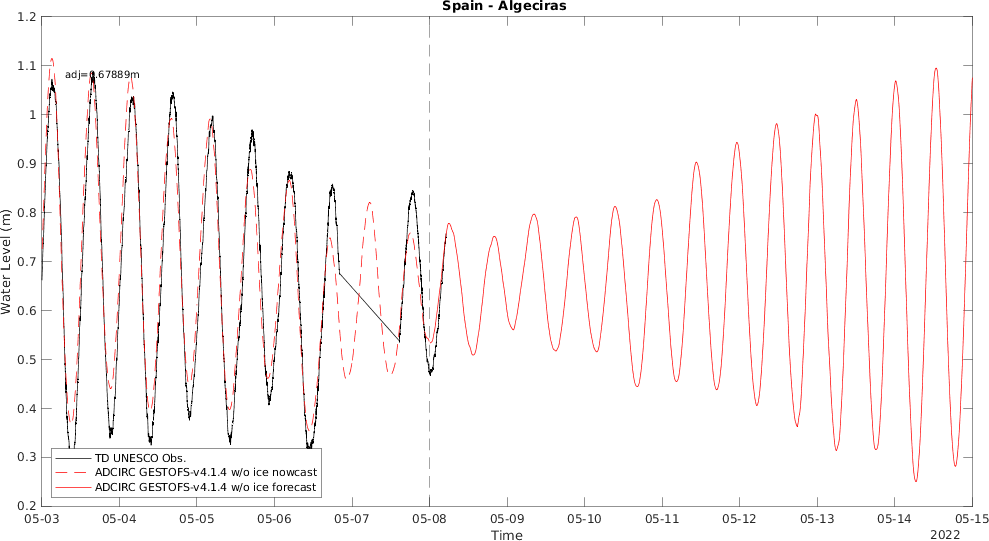 Spain - Algeciras
1.2
1.1
1
0.9
0.8
0.7
0.6
0.5
0.4
0.3
0.2
Water Level (m)
adj=0.67889m
TD UNESCO Obs.
ADCIRC GESTOFS-v4.1.4 w/o ice nowcast
ADCIRC GESTOFS-v4.1.4 w/o ice forecast
05-03 05-04 05-05 05-06 05-07 05-08 05-09 05-10 05-11 05-12 05-13 05-14 05-15
Time
2022